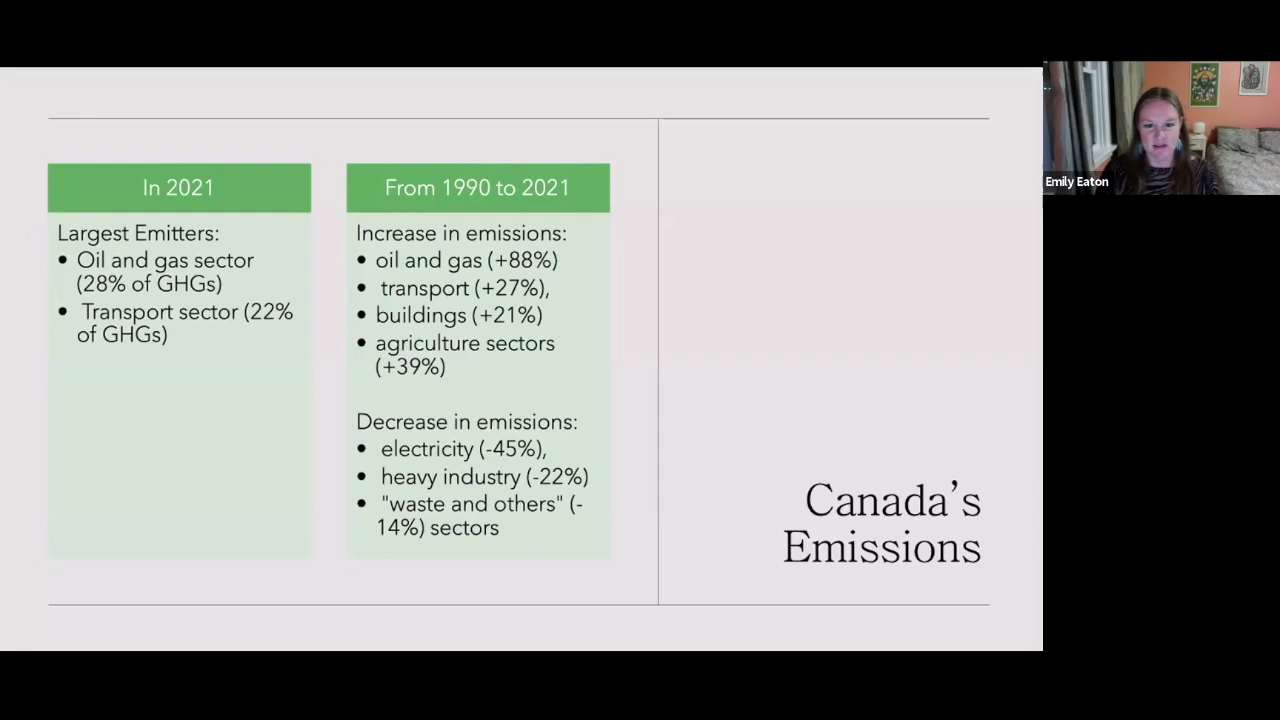 In 2021
Largest Emitters:
• Oil and gas sector
(28% of GHGs)
• Transport sector (22%
of GHGs)
From 1990 to 2021
Increase in emissions:
• oil and gas (+88%)
• transport (+27%),
• buildings (+21%)
• agriculture sectors
(+39%)
Decrease in emissions:
• electricity (-45%),
• heavy industry (-22%)
• "waste and others" (-
14%) sectors
Canada’s
Emissions
Emily Eaton